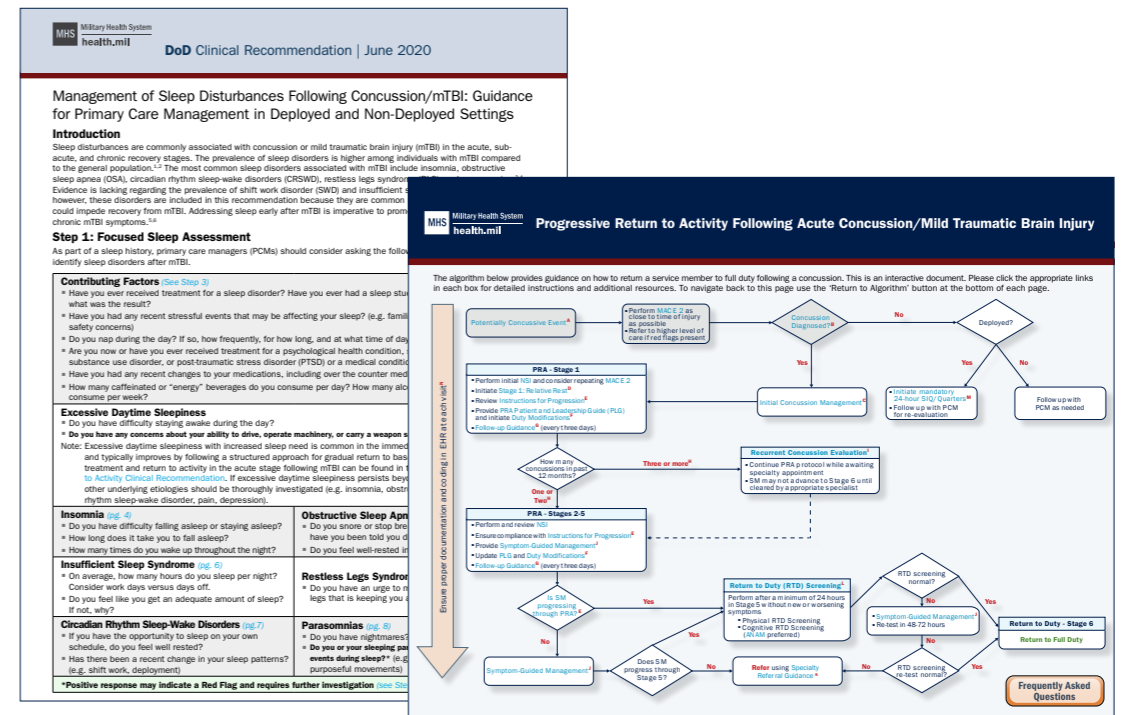 MHS
Military Health System
health.mil
DoD Clinical Recommendation | June 2020
Management of Sleep Disturbances Following Concussion/mTBI: Guidance
for Primary Care Management in Deployed and Non-Deployed Settings
Introduction
Sleep disturbances are commonly associated with concussion or mild traumatic brain injury (mTBI) in the acute, sub-
acute, and chronic recovery stages. The prevalence of sleep disorders is higher among individuals with mTBI compared
to the general population.1,2 The most common sleep disorders associated with mTBI include insomnia, obstructive
sleep apnea (OSA), circadian rhythm sleep-wake disorders (CRSWD), restless legs
Evidence is lacking regarding the prevalence of shift work disorder (SWD) and insufficient
however, these disorders are included in this recommendation because they are common
could impede recovery from mTBI. Addressing sleep early after mTBI is imperative to
chronic mTBI symptoms.5,6
Step 1: Focused Sleep Assessment
As part of a sleep history, primary care managers (PCMs) should consider asking the
identify sleep disorders after mTBI.
Contributing Factors (See Step 3)
▪ Have you ever received treatment for a sleep disorder? Have you ever had a sleep
what was the result?
▪ Have you had any recent stressful events that may be affecting your sleep? (e.g.
safety concerns)
▪ Do you nap during the day? If so, how frequently, for how long, and at what time of
▪ Are you now or have you ever received treatment for a psychological health condition,
substance use disorder, or post-traumatic stress disorder (PTSD) or a medical
▪ Have you had any recent changes to your medications, including over the counter
▪ How many caffeinated or “energy” beverages do you consume per day? How many
consume per week?
Excessive Daytime Sleepiness
▪ Do you have difficulty staying awake during the day?
▪ Do you have any concerns about your ability to drive, operate machinery, or carry a weapon
Note: Excessive daytime sleepiness with increased sleep need is common in the
and typically improves by following a structured approach for gradual return to
treatment and return to activity in the acute stage following mTBI can be found in
to Activity Clinical Recommendation. If excessive daytime sleepiness persists
other underlying etiologies should be thoroughly investigated (e.g. insomnia,
rhythm sleep-wake disorder, pain, depression).
Insomnia (pg. 4)
▪ Do you have difficulty falling asleep or staying asleep?
▪ How long does it take you to fall asleep?
▪ How many times do you wake up throughout the night?
Obstructive Sleep
▪ Do you snore or stop
have you been told you
▪ Do you feel well-rested
Insufficient Sleep Syndrome (pg. 6)
▪ On average, how many hours do you sleep per night?
Consider work days versus days off.
▪ Do you feel like you get an adequate amount of sleep?
If not, why?
Restless Legs
▪ Do you have an urge to
legs that is keeping you
Circadian Rhythm Sleep-Wake Disorders (pg.7)
▪ If you have the opportunity to sleep on your own
schedule, do you feel well rested?
▪ Has there been a recent change in your sleep patterns?
(e.g. shift work, deployment)
Parasomnias (pg. 8)
▪ Do you have nightmares?
▪ Do you or your sleeping
events during sleep?* (e.g.
purposeful movements)
*Positive response may indicate a Red Flag and requires further investigation (see
MHS
Military Health System
health.mil
Progressive Return to Activity Following Acute Concussion/Mild Traumatic Brain Injury
The algorithm below provides guidance on how to return a service member to full duty following a concussion. This is an interactive document. Please click the appropriate links
in each box for detailed instructions and additional resources. To navigate back to this page use the ‘Return to Algorithm’ button at the bottom of each page.
Ensure proper documentation and coding in EHR at each visit
Potentially Concussive Event
• Perform MACE 2 as
close to time of injury
as possible
• Refer to higher level of
care if red flags present
Concussion
Diagnosed?
No
Deployed?
Yes
Yes
No
Initial Concussion Management
• Initiate mandatory
24-hour SIQ/Quarters
• Follow up with PCM
for re-evaluation
Follow up with
PCM as needed
PRA - Stage 1
• Perform initial NSI and consider repeating MACE 2
• Initiate Stage 1: Relative Rest
• Review Instructions for Progression
• Provide PRA Patient and Leadership Guide (PLG)
and initiate Duty Modifications
• Follow-up Guidance (every three days)
How many
concussions in past
12 months?
Three or more
One or
Two
Recurrent Concussion Evaluation
• Continue PRA protocol while awaiting
specialty appointment
• SM may not advance to Stage 6 until
cleared by appropriate specialist
PRA - Stages 2-5
• Perform and review NSI
• Ensure compliance with Instructions for Progression
• Provide Symptom-Guided Management
• Update PLG and Duty Modifications
• Follow-up Guidance (every three days)
Is SM
progressing
through PRA?
Yes
No
Symptom-Guided Management
Does SM
progress through
Stage 5?
Yes
No
Return to Duty (RTD) Screening
Perform after a minimum of 24 hours
in Stage 5 without new or worsening
symptoms
• Physical RTD Screening
• Cognitive RTD Screening
(ANAM preferred)
Refer using Specialty
Referral Guidance
RTD screening
normal?
No
Yes
• Symptom-Guided Management
• Re-test in 48-72 hours
No
RTD screening
re-test normal?
No
Yes
Return to Duty - Stage 6
Return to Full Duty
Frequently Asked
Questions